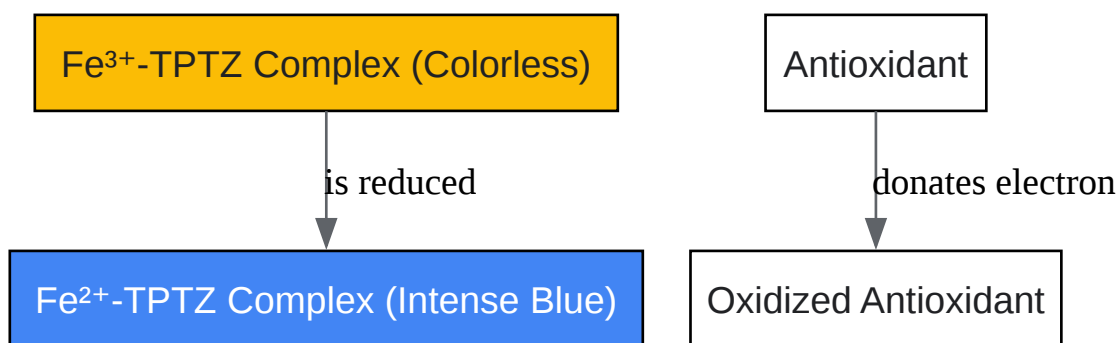 Fe³⁺-TPTZ Complex (Colorless)
Antioxidant
is reduced
donates electron
Fe²⁺-TPTZ Complex (Intense Blue)
Oxidized Antioxidant